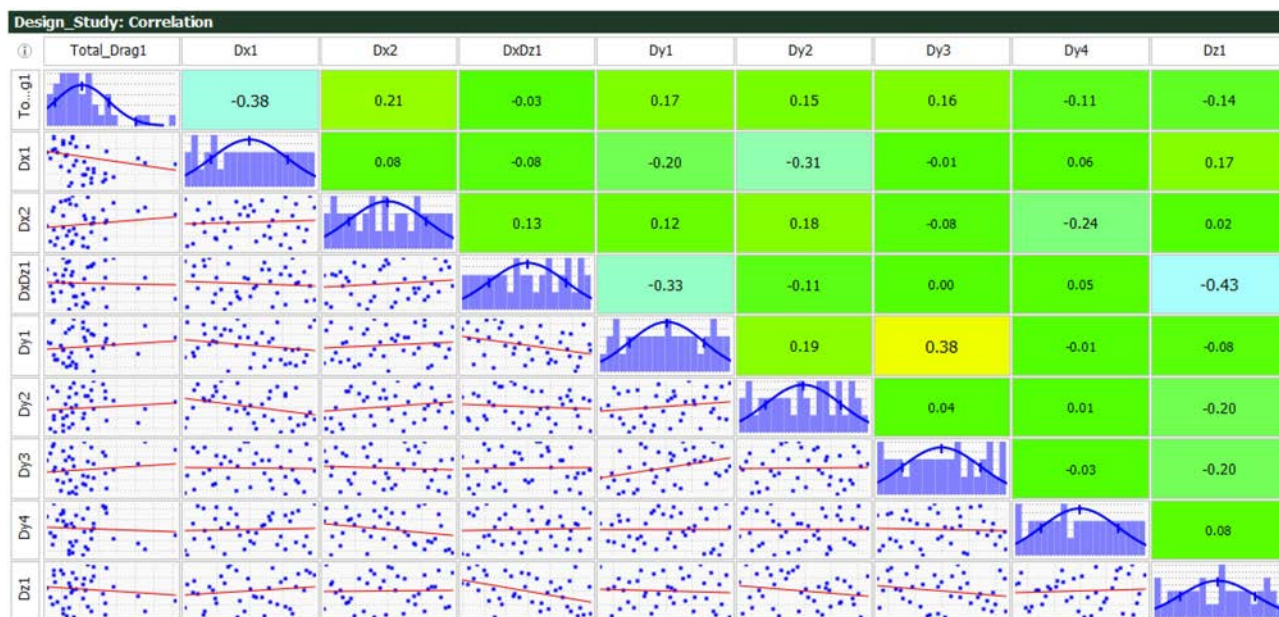 Design_Study: Correlation
i Total_Drag1 Dx1 Dx2 DxDz1 Dy1 Dy2 Dy3 Dy4 Dz1
To...g1 -0.38 0.21 -0.03 0.17 0.15 0.16 -0.11 -0.14
Dx1 0.08 -0.08 -0.20 -0.31 -0.01 0.06 0.17
Dx2 0.13 0.12 0.18 -0.08 -0.24 0.02
DxDz1 -0.33 -0.11 0.00 0.05 -0.43
Dy1 0.19 0.38 -0.01 -0.08
Dy2 0.04 0.01 -0.20
Dy3 -0.03 -0.20
Dy4 0.08
Dz1